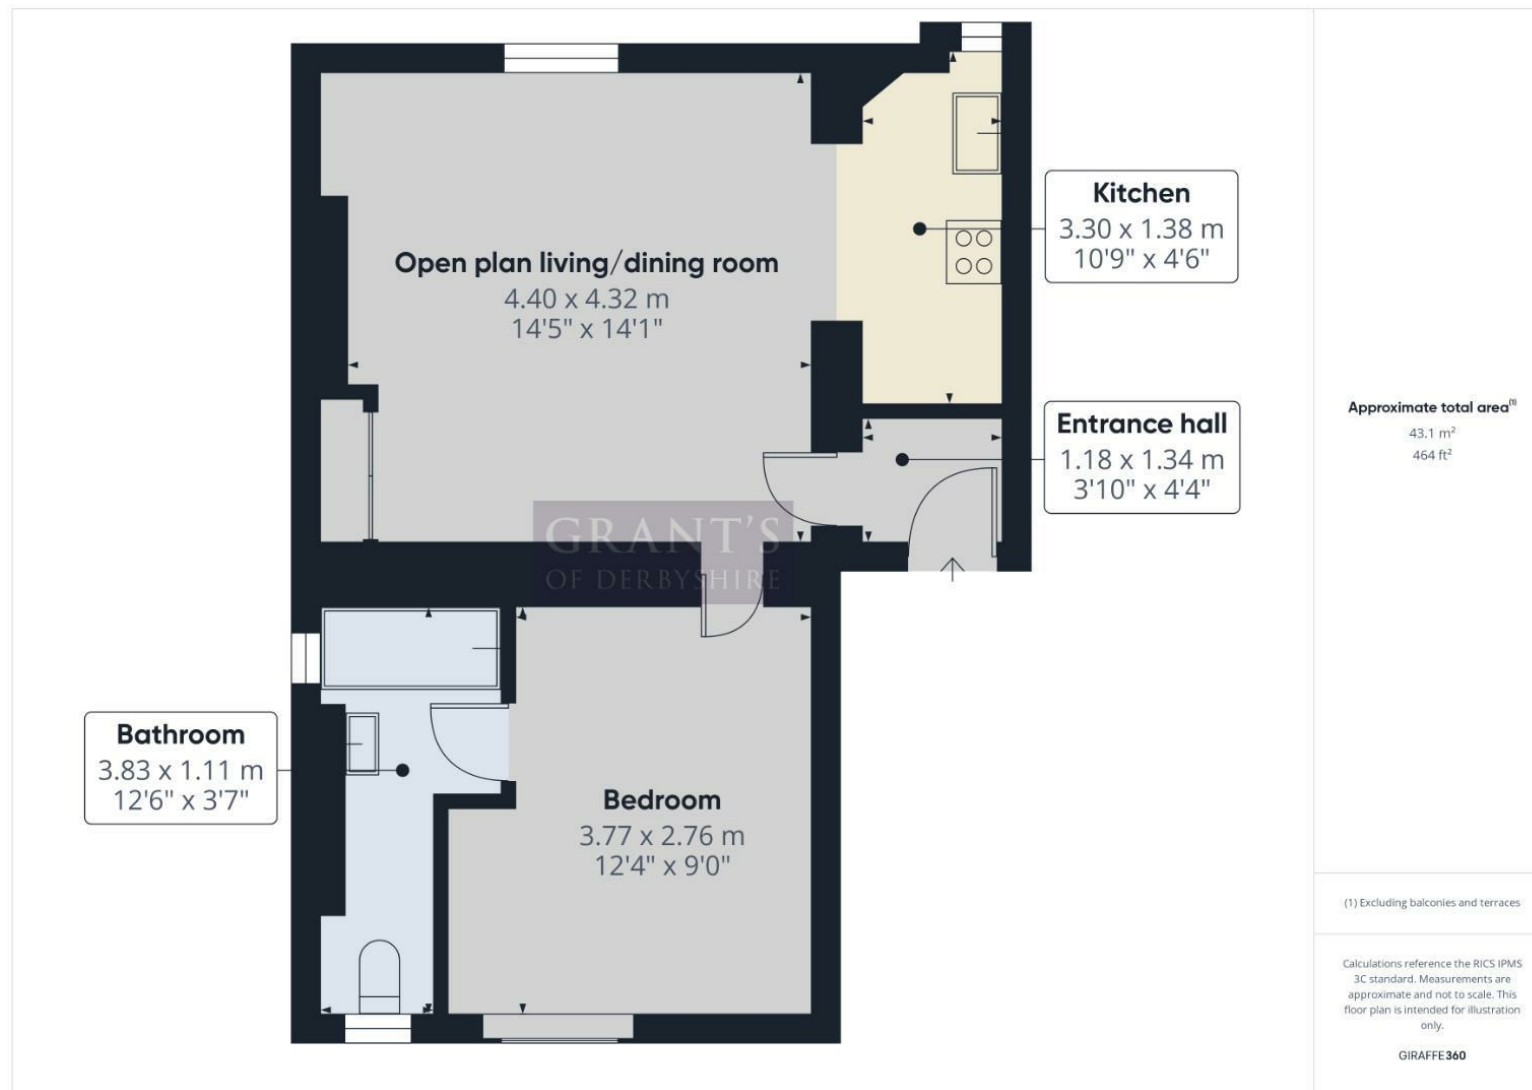 Open plan living/dining room
4.40 x 4.32 m
14'5" x 14'1"
Kitchen
3.30 x 1.38 m
10'9" x 4'6"
Entrance hall
1.18 x 1.34 m
3'10" x 4'4"
GRANT'S
OF DERBYSHIRE
Bathroom
3.83 x 1.11 m
12'6" x 3'7"
Bedroom
3.77 x 2.76 m
12'4" x 9'0"
Approximate total area(1)
43.1 m²
464 ft²
(1) Excluding balconies and terraces
Calculations reference the RICS IPMS
3C standard. Measurements are
approximate and not to scale. This
floor plan is intended for illustration
only.
GIRAFFE360